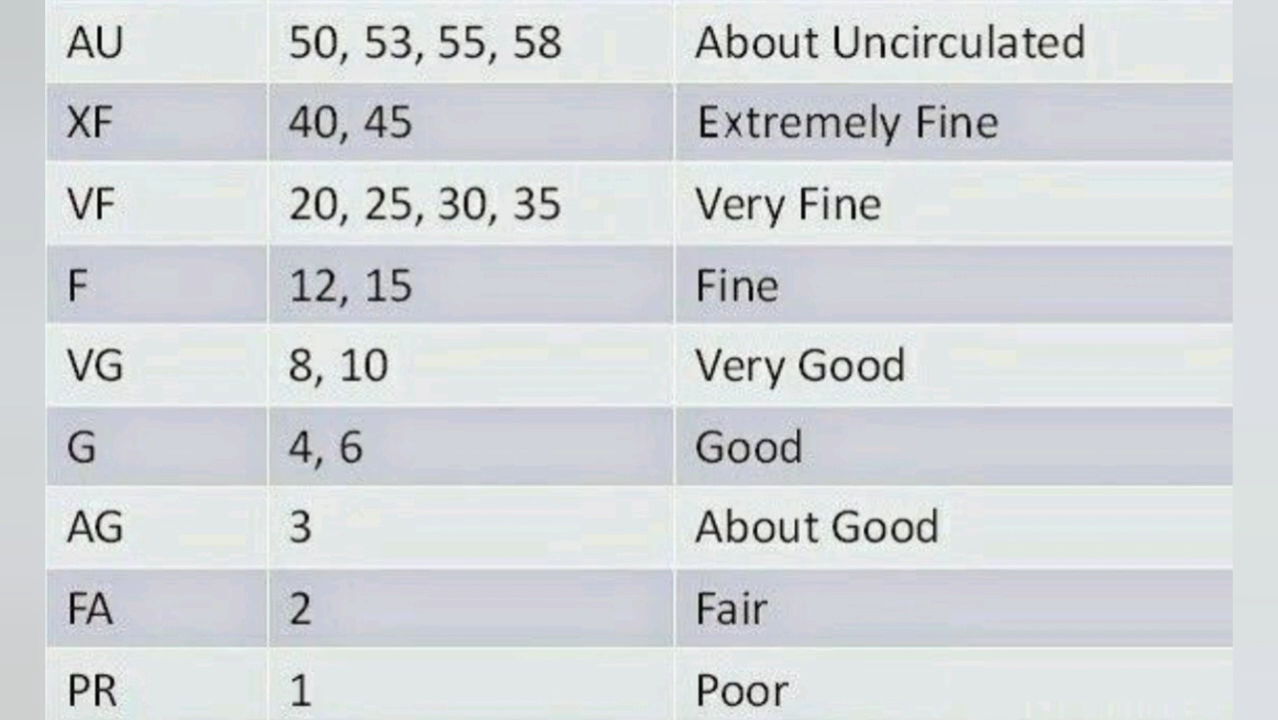 AU 50, 53, 55, 58 About Uncirculated
XF 40, 45 Extremely Fine
VF 20, 25, 30, 35 Very Fine
F 12, 15 Fine
VG 8, 10 Very Good
G 4, 6 Good
AG 3 About Good
FA 2 Fair
PR 1 Poor